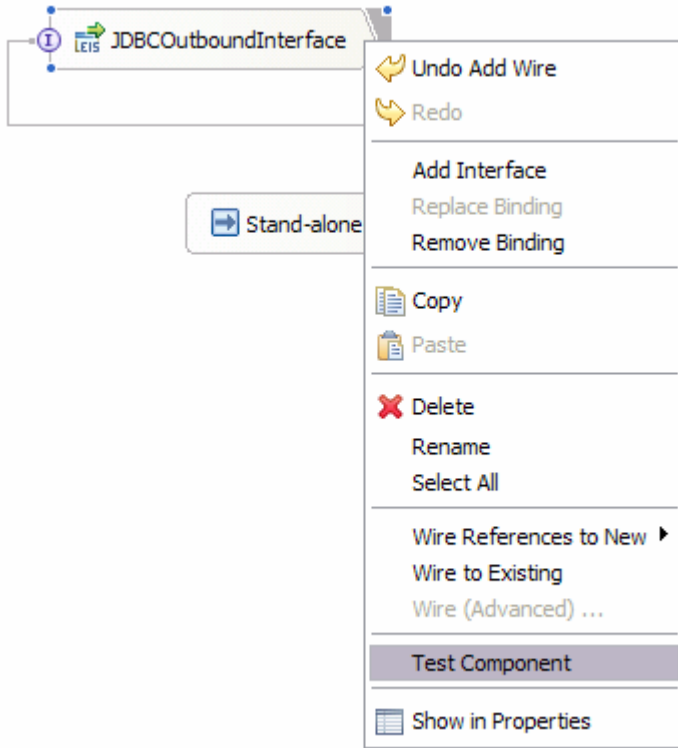 I EIS JDBCOutboundInterface
Undo Add Wire
Redo
Add Interface
Replace Binding
Remove Binding
Stand-alone
Copy
Paste
Delete
Rename
Select All
Wire References to New
Wire to Existing
Wire (Advanced) ...
Test Component
Show in Properties